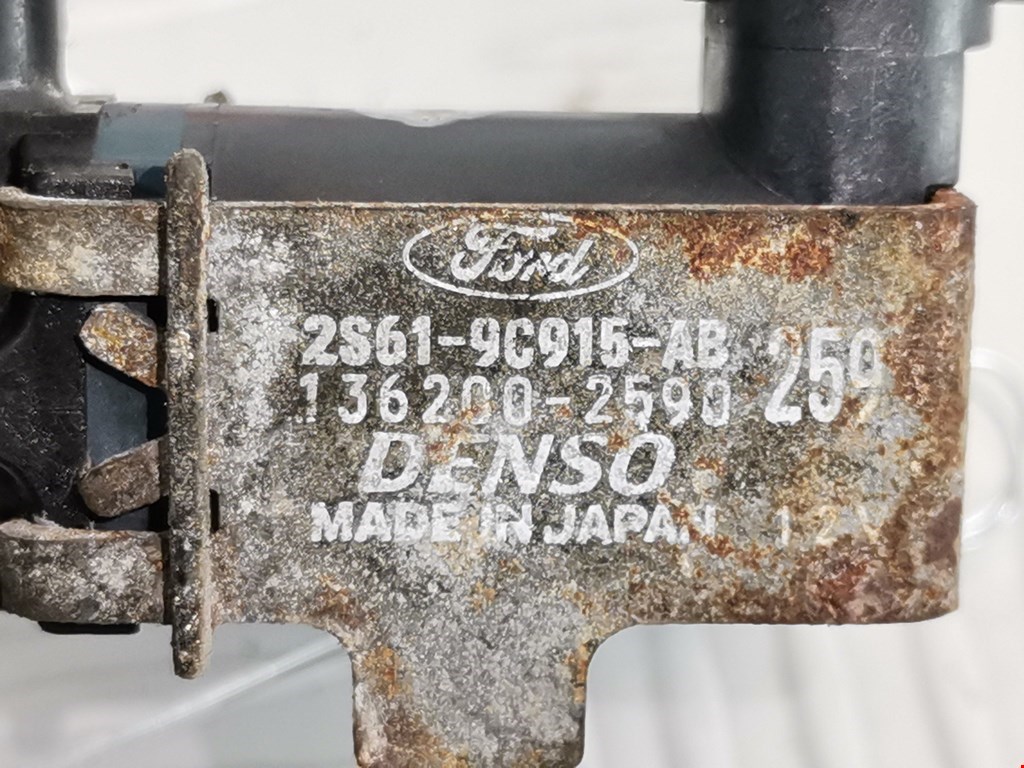 Ford
2S61-9C915-AB
136200-2590 259
DENSO
MADE IN JAPAN